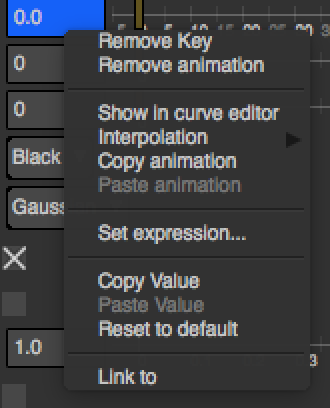 0.0
Remove Key
0
Remove animation
0
Show in curve editor
Interpolation
Black
Copy animation
Paste animation
Set expression...
Copy Value
Paste Value
Reset to default
1.0
3
Link to